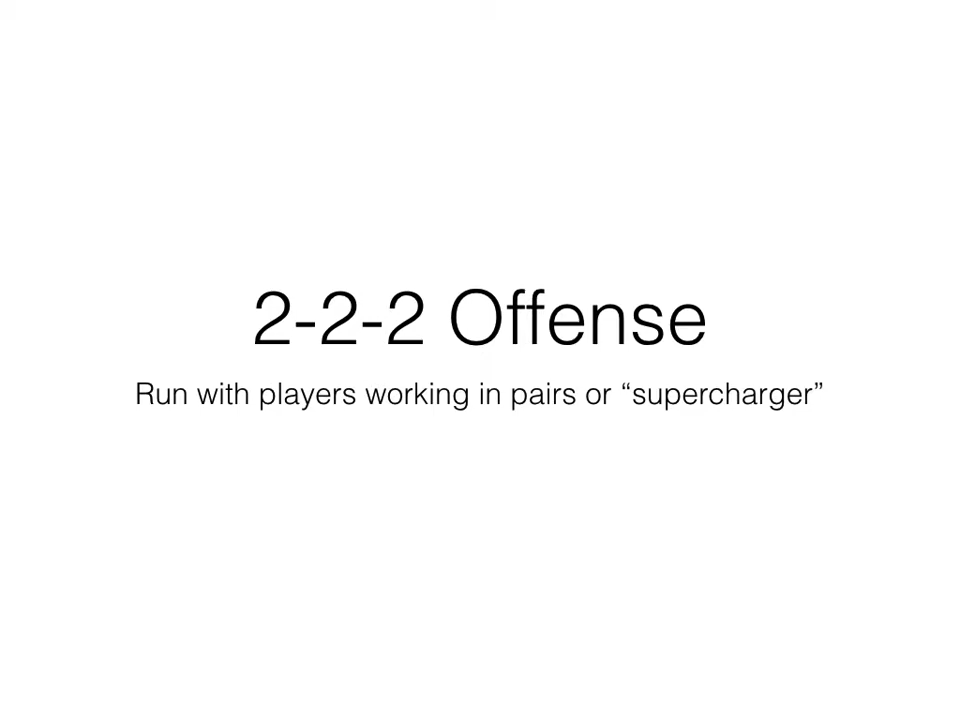 2-2-2 Offense
Run with players working in pairs or “supercharger”